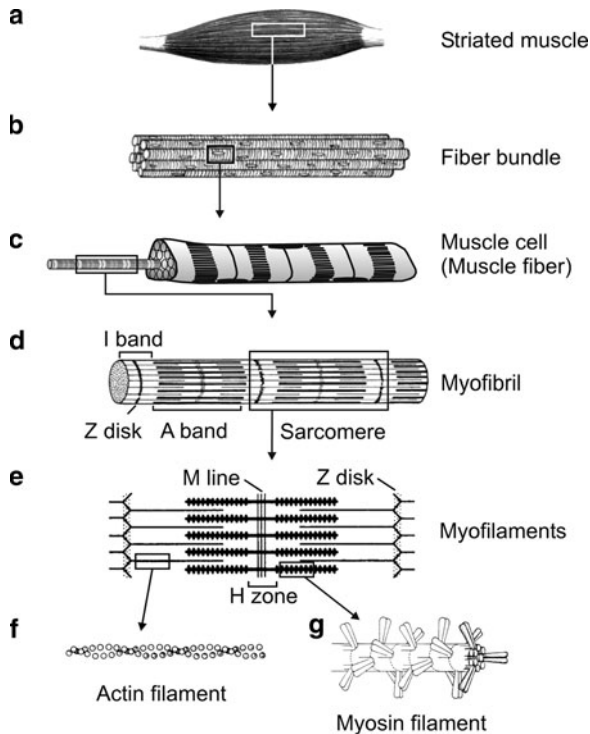 a
Striated muscle
b
Fiber bundle
c
Muscle cell
(Muscle fiber)
d
I band
Myofibril
Z disk
A band
Sarcomere
e
M line
Z disk
Myofilaments
H zone
f
g
Actin filament
Myosin filament